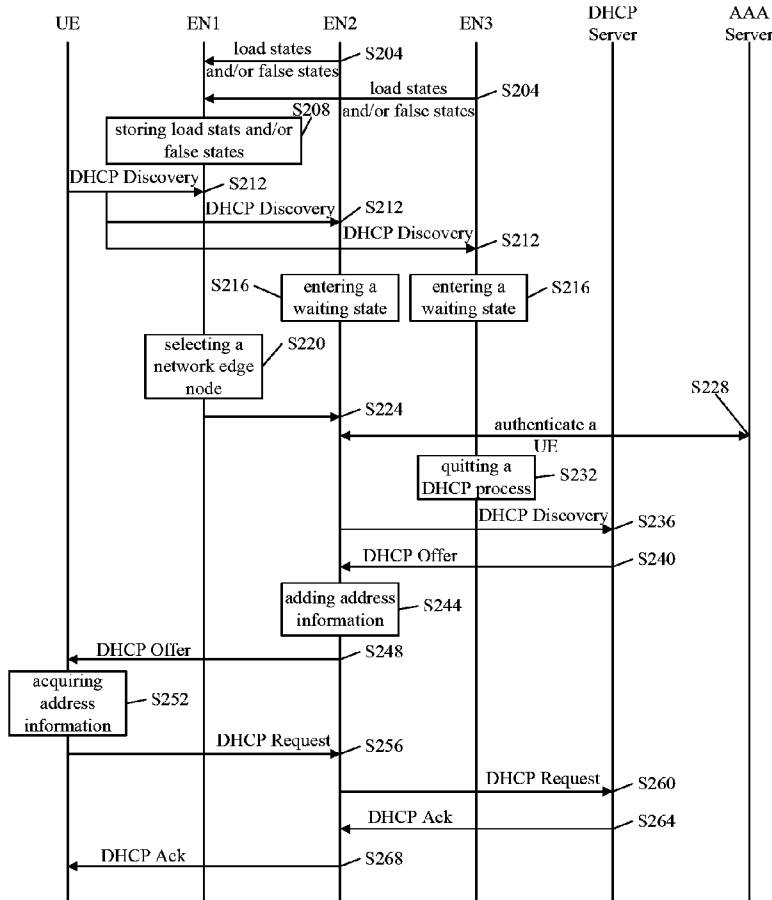 UE
EN1
EN2
EN3
DHCP
Server
AAA
Server
load states
and/or false states
S204
load states
and/or false states
S204
S208
storing load stats and/or
false states
DHCP Discovery
S212
DHCP Discovery
S212
DHCP Discovery
S212
S216
entering a
waiting state
entering a
waiting state
S216
selecting a
network edge
node
S220
S224
S228
authenticate a
UE
quitting a
DHCP process
S232
DHCP Discovery
S236
DHCP Offer
S240
adding address
information
S244
DHCP Offer
S248
acquiring
address
information
S252
DHCP Request
S256
DHCP Request
S260
DHCP Ack
S264
DHCP Ack
S268